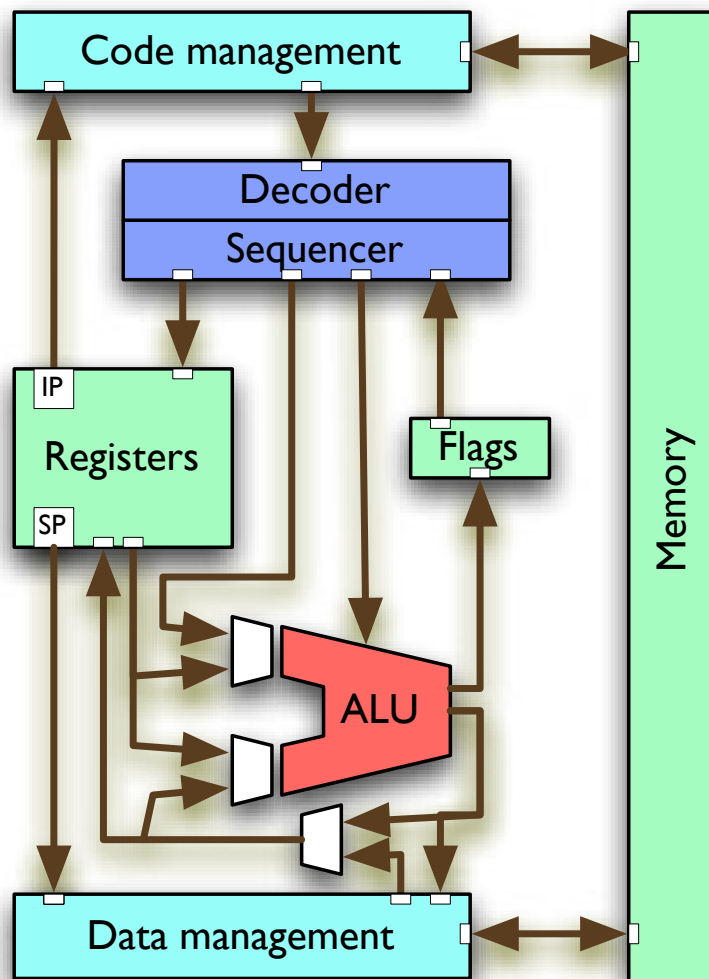 Code management
Decoder
Sequencer
IP
Registers
SP
Flags
Memory
ALU
Data management